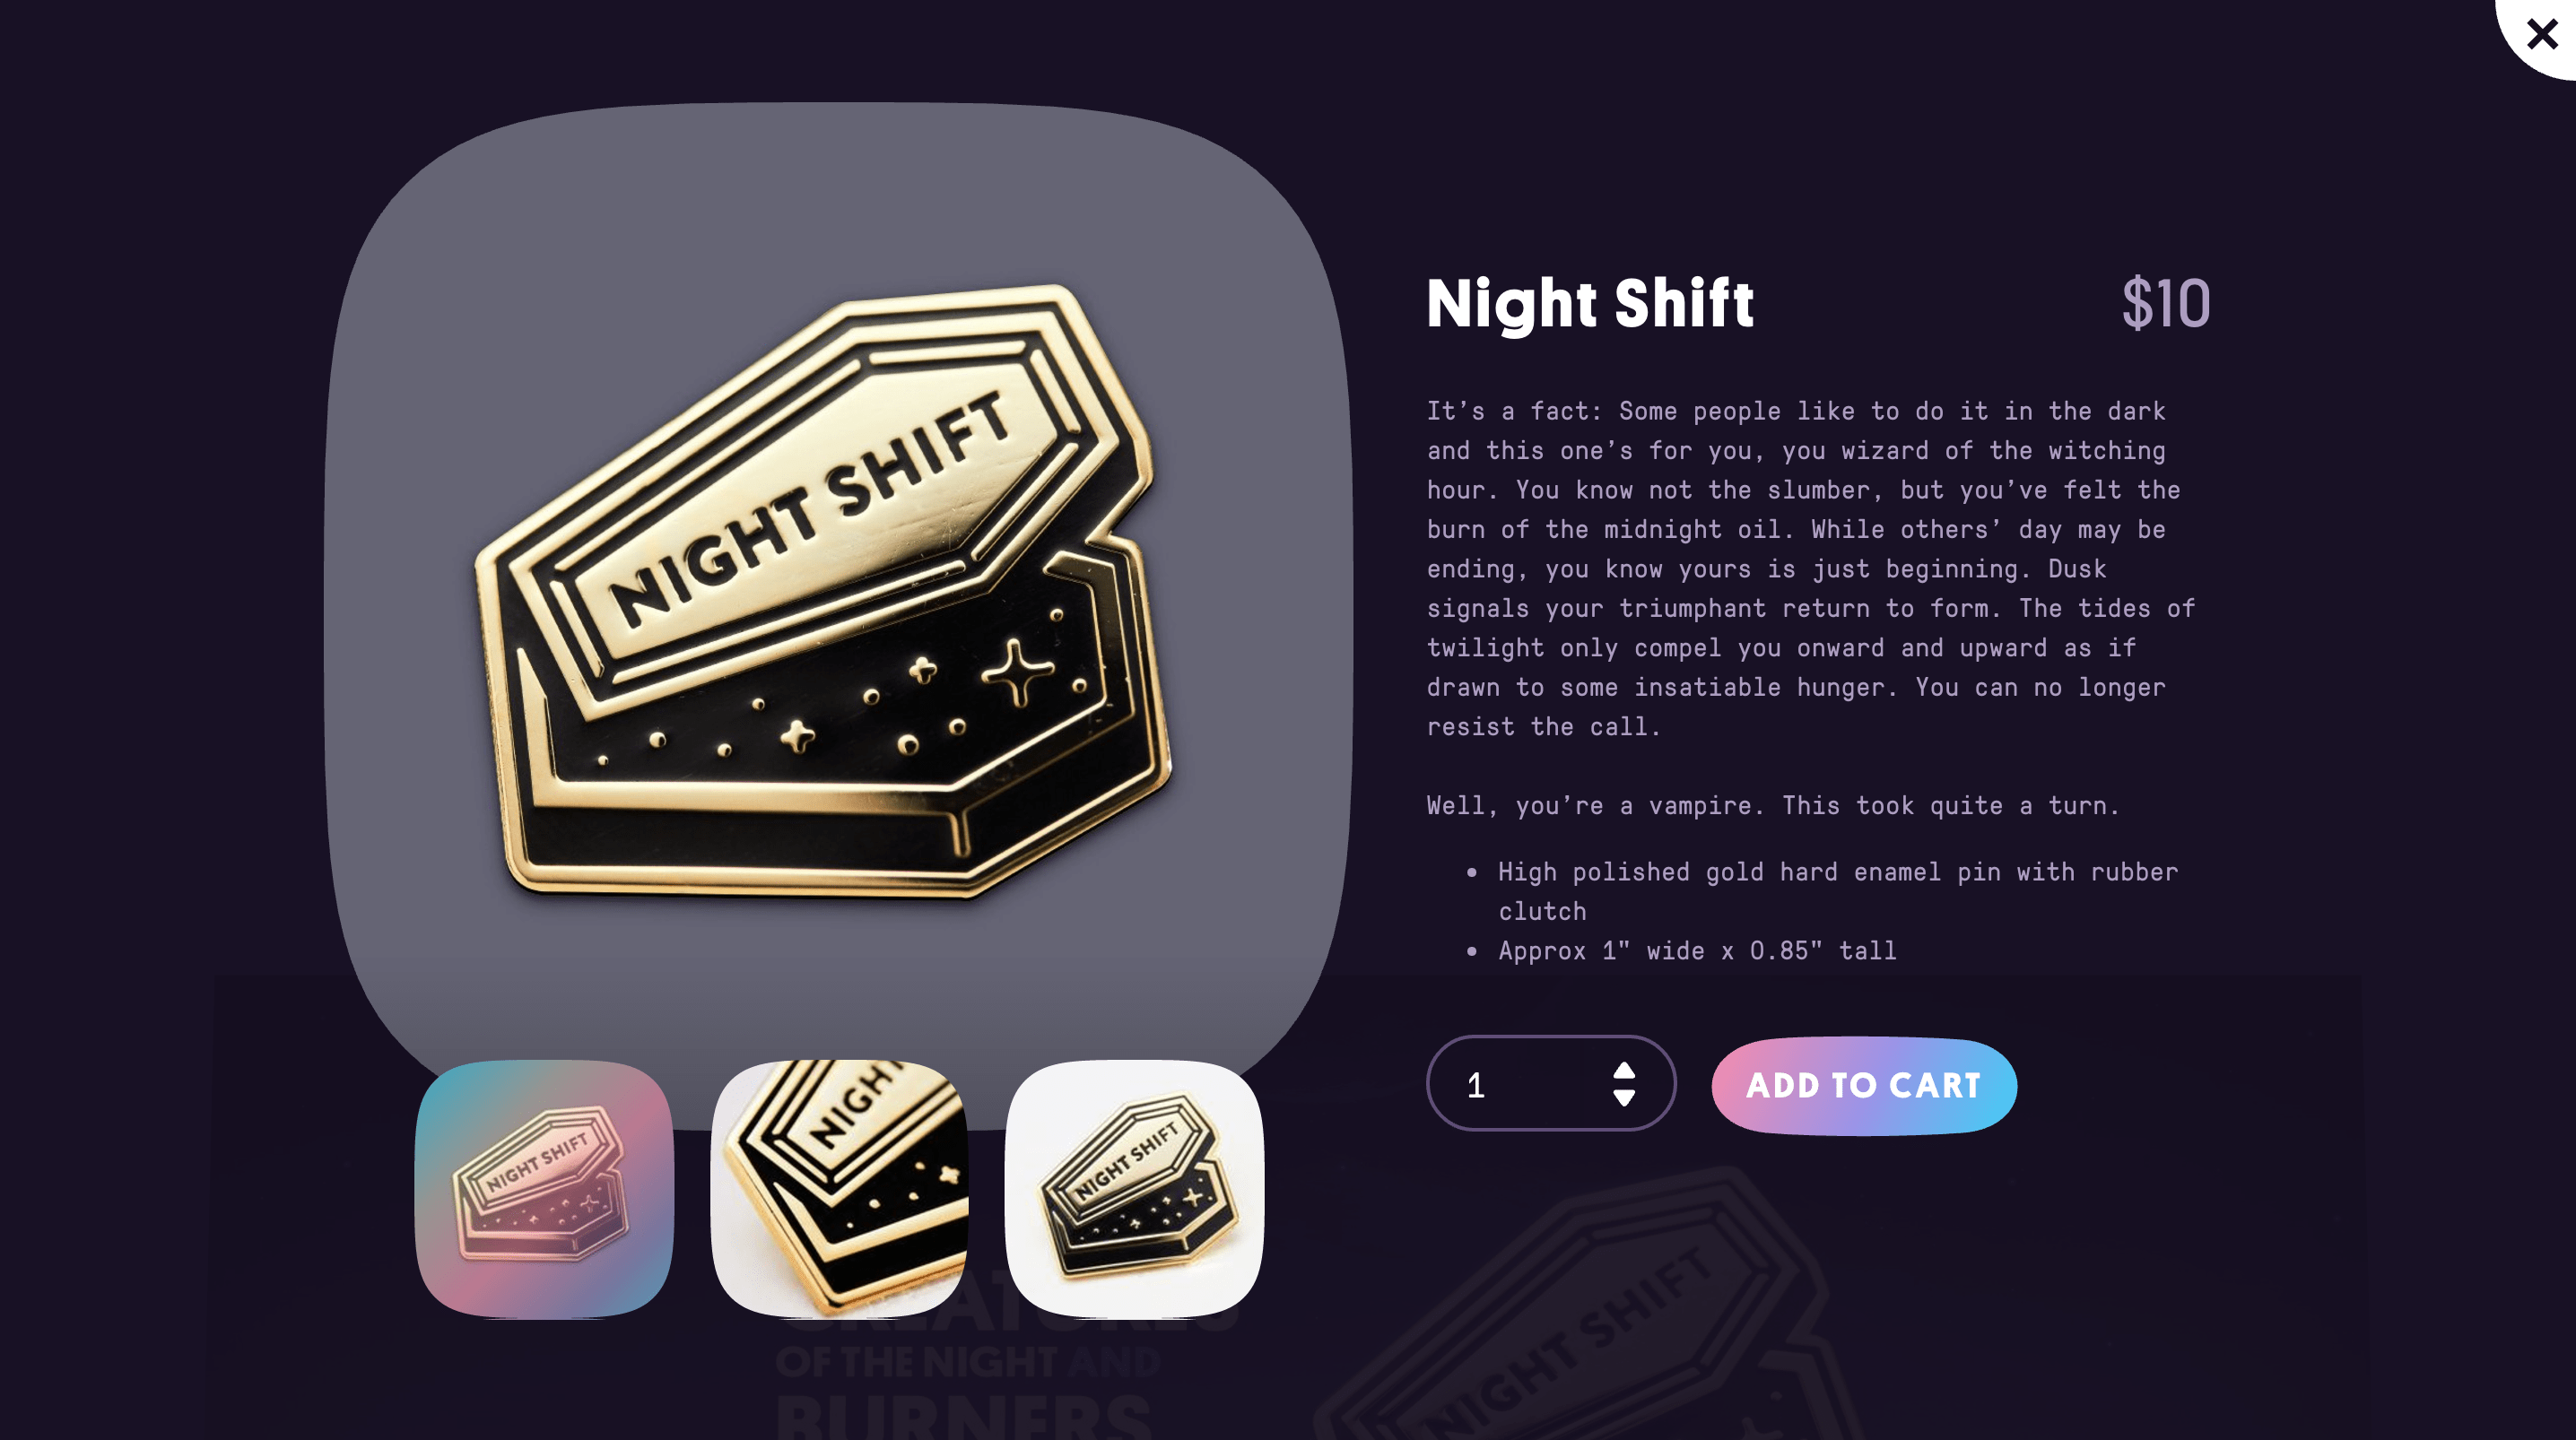 NIGHT SHIFT
Night Shift
$10
It’s a fact: Some people like to do it in the dark
and this one’s for you, you wizard of the witching
hour. You know not the slumber, but you’ve felt the
burn of the midnight oil. While others’ day may be
ending, you know yours is just beginning. Dusk
signals your triumphant return to form. The tides of
twilight only compel you onward and upward as if
drawn to some insatiable hunger. You can no longer
resist the call.
Well, you’re a vampire. This took quite a turn.
• High polished gold hard enamel pin with rubber
clutch
• Approx 1" wide x 0.85" tall
1
ADD TO CART
NIGHT SHIFT
NIGH
NIGHT SHIFT
CREATURES
OF THE NIGHT AND
BURNERS
NIGHT SHIFT